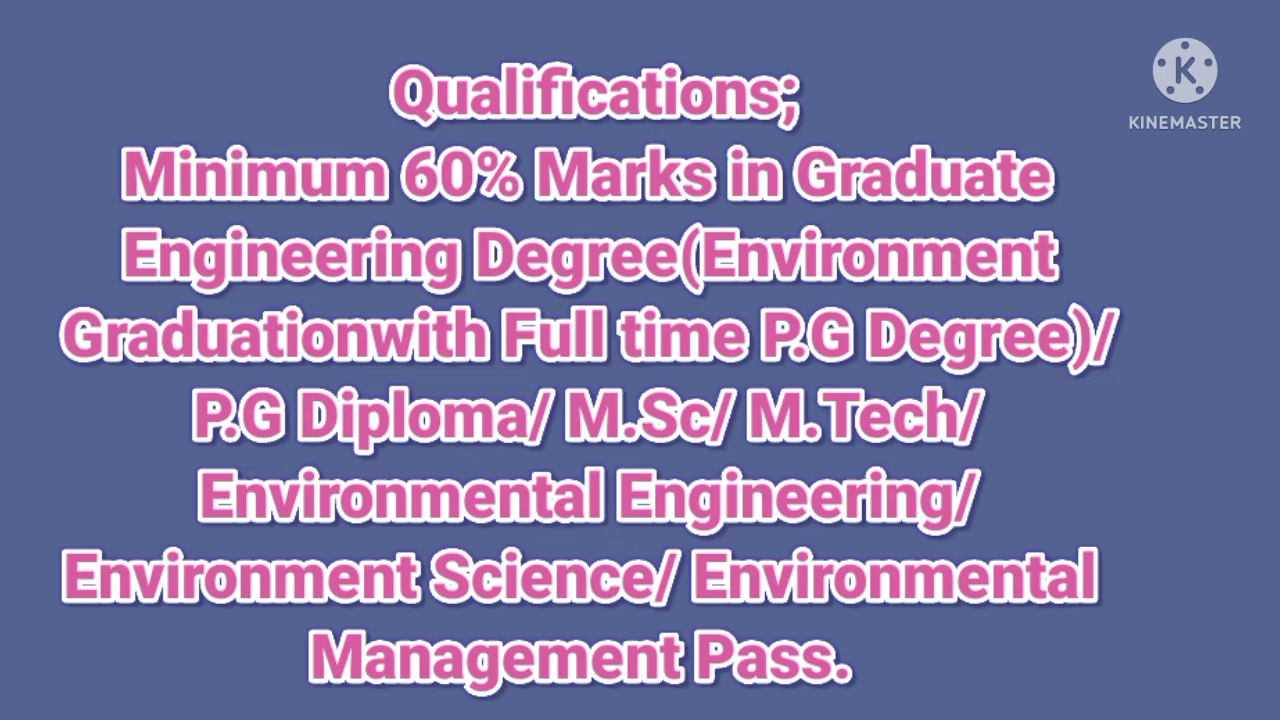 Qualifications;
Minimum 60% Marks in Graduate
Engineering Degree(Environment
Graduationwith Full time P.G Degree)/
P.G Diploma/ M.Sc/ M.Tech/
Environmental Engineering/
Environment Science/ Environmental
Management Pass.
K
KINEMASTER